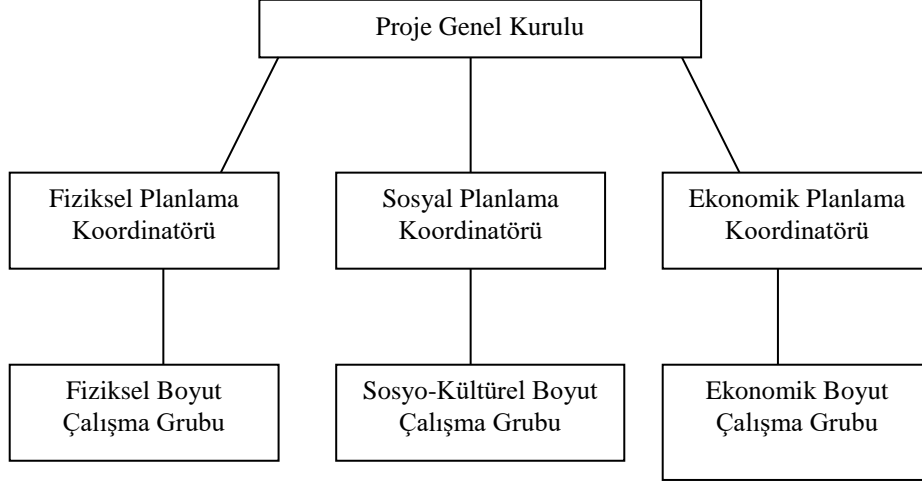 Proje Genel Kurulu
Fiziksel Planlama
Koordinatörü
Sosyal Planlama
Koordinatörü
Ekonomik Planlama
Koordinatörü
Fiziksel Boyut
Çalışma Grubu
Sosyo-Kültürel Boyut
Çalışma Grubu
Ekonomik Boyut
Çalışma Grubu